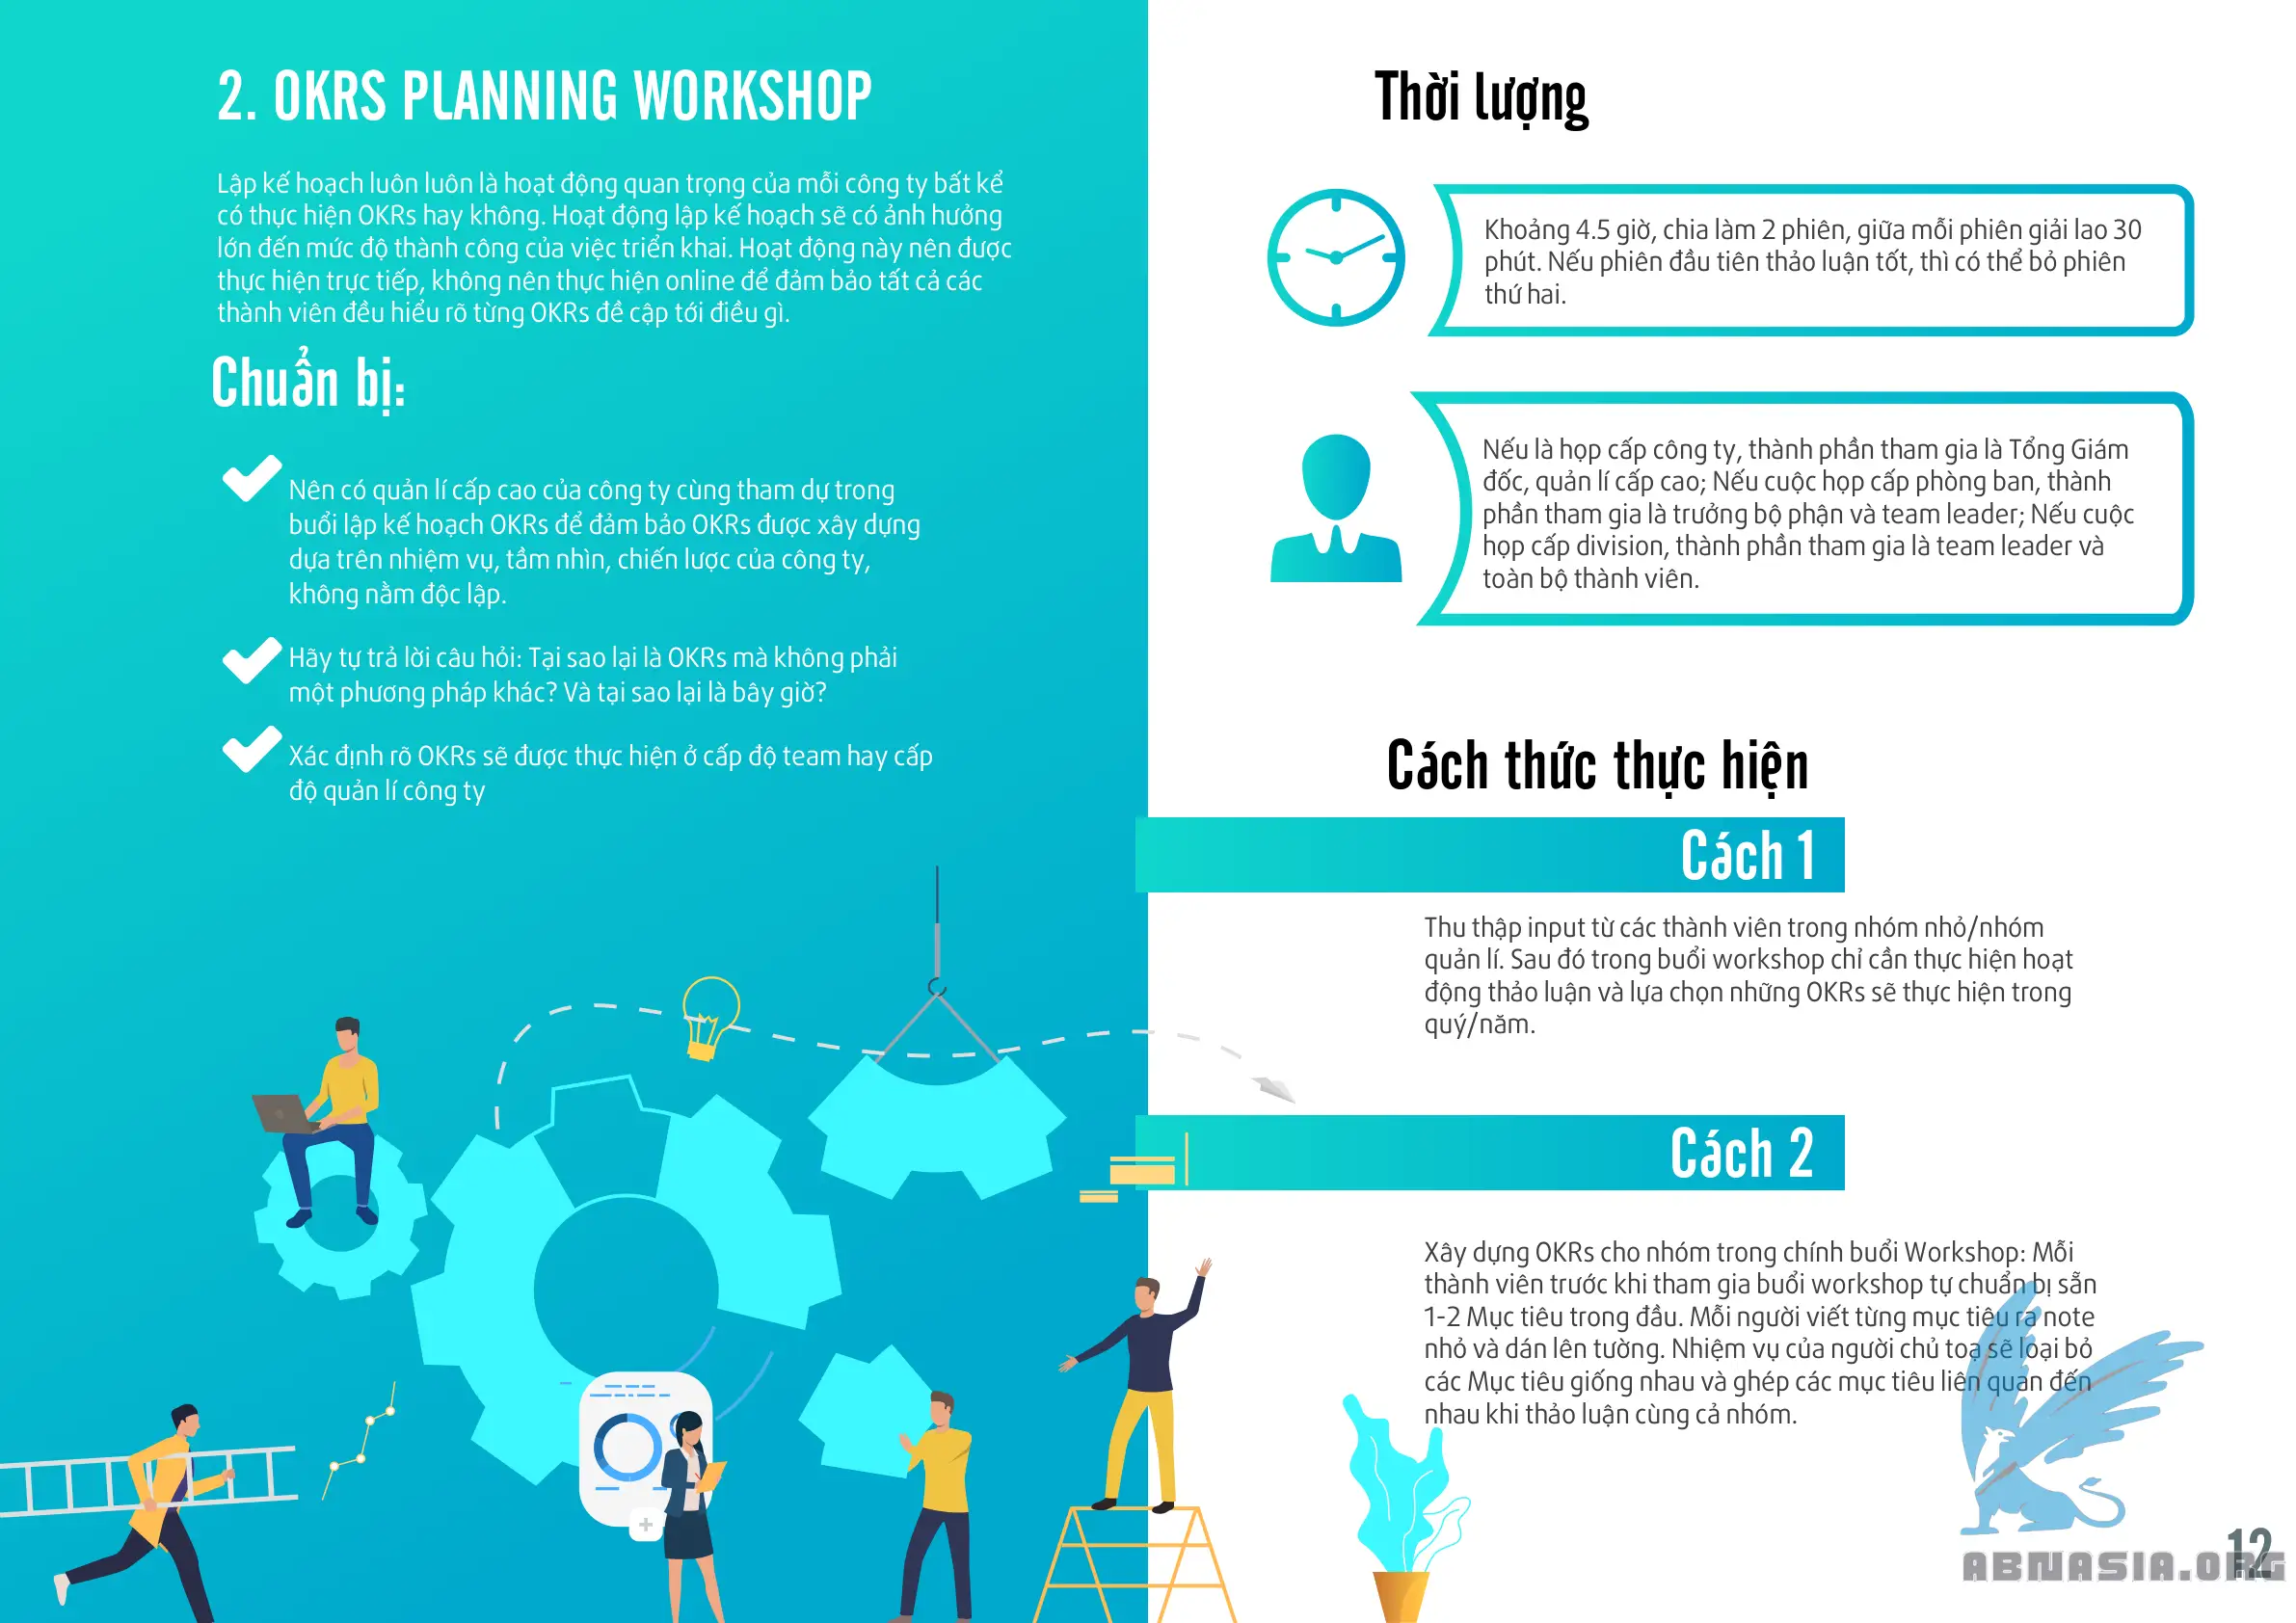 2. OKRS PLANNING WORKSHOP
Lập kế hoạch luôn luôn là hoạt động quan trọng của mỗi công ty bất kể
có thực hiện OKRs hay không. Hoạt động lập kế hoạch sẽ có ảnh hưởng
lớn đến mức độ thành công của việc triển khai. Hoạt động này nên được
thực hiện trực tiếp, không nên thực hiện online để đảm bảo tất cả các
thành viên đều hiểu rõ từng OKRs đề cập tới điều gì.
Chuẩn bị:
Nên có quản lí cấp cao của công ty cùng tham dự trong
buổi lập kế hoạch OKRs để đảm bảo OKRs được xây dựng
dựa trên nhiệm vụ, tầm nhìn, chiến lược của công ty,
không nằm độc lập.
Hãy tự trả lời câu hỏi: Tại sao lại là OKRs mà không phải
một phương pháp khác? Và tại sao lại là bây giờ?
Xác định rõ OKRs sẽ được thực hiện ở cấp độ team hay cấp
độ quản lí công ty
Thời lượng
Khoảng 4.5 giờ, chia làm 2 phiên, giữa mỗi phiên giải lao 30
phút. Nếu phiên đầu tiên thảo luận tốt, thì có thể bỏ phiên
thứ hai.
Nếu là họp cấp công ty, thành phần tham gia là Tổng Giám
đốc, quản lí cấp cao; Nếu cuộc họp cấp phòng ban, thành
phần tham gia là trưởng bộ phận và team leader; Nếu cuộc
họp cấp division, thành phần tham gia là team leader và
toàn bộ thành viên.
Cách thức thực hiện
Cách 1
Thu thập input từ các thành viên trong nhóm nhỏ/nhóm
quản lí. Sau đó trong buổi workshop chỉ cần thực hiện hoạt
động thảo luận và lựa chọn những OKRs sẽ thực hiện trong
quý/năm.
Cách 2
Xây dựng OKRs cho nhóm trong chính buổi Workshop: Mỗi
thành viên trước khi tham gia buổi workshop tự chuẩn bị sẵn
1-2 Mục tiêu trong đầu. Mỗi người viết từng mục tiêu ra note
nhỏ và dán lên tường. Nhiệm vụ của người chủ toạ sẽ loại bỏ
các Mục tiêu giống nhau và ghép các mục tiêu liên quan đến
nhau khi thảo luận cùng cả nhóm.
12
ABNASIA.ORG